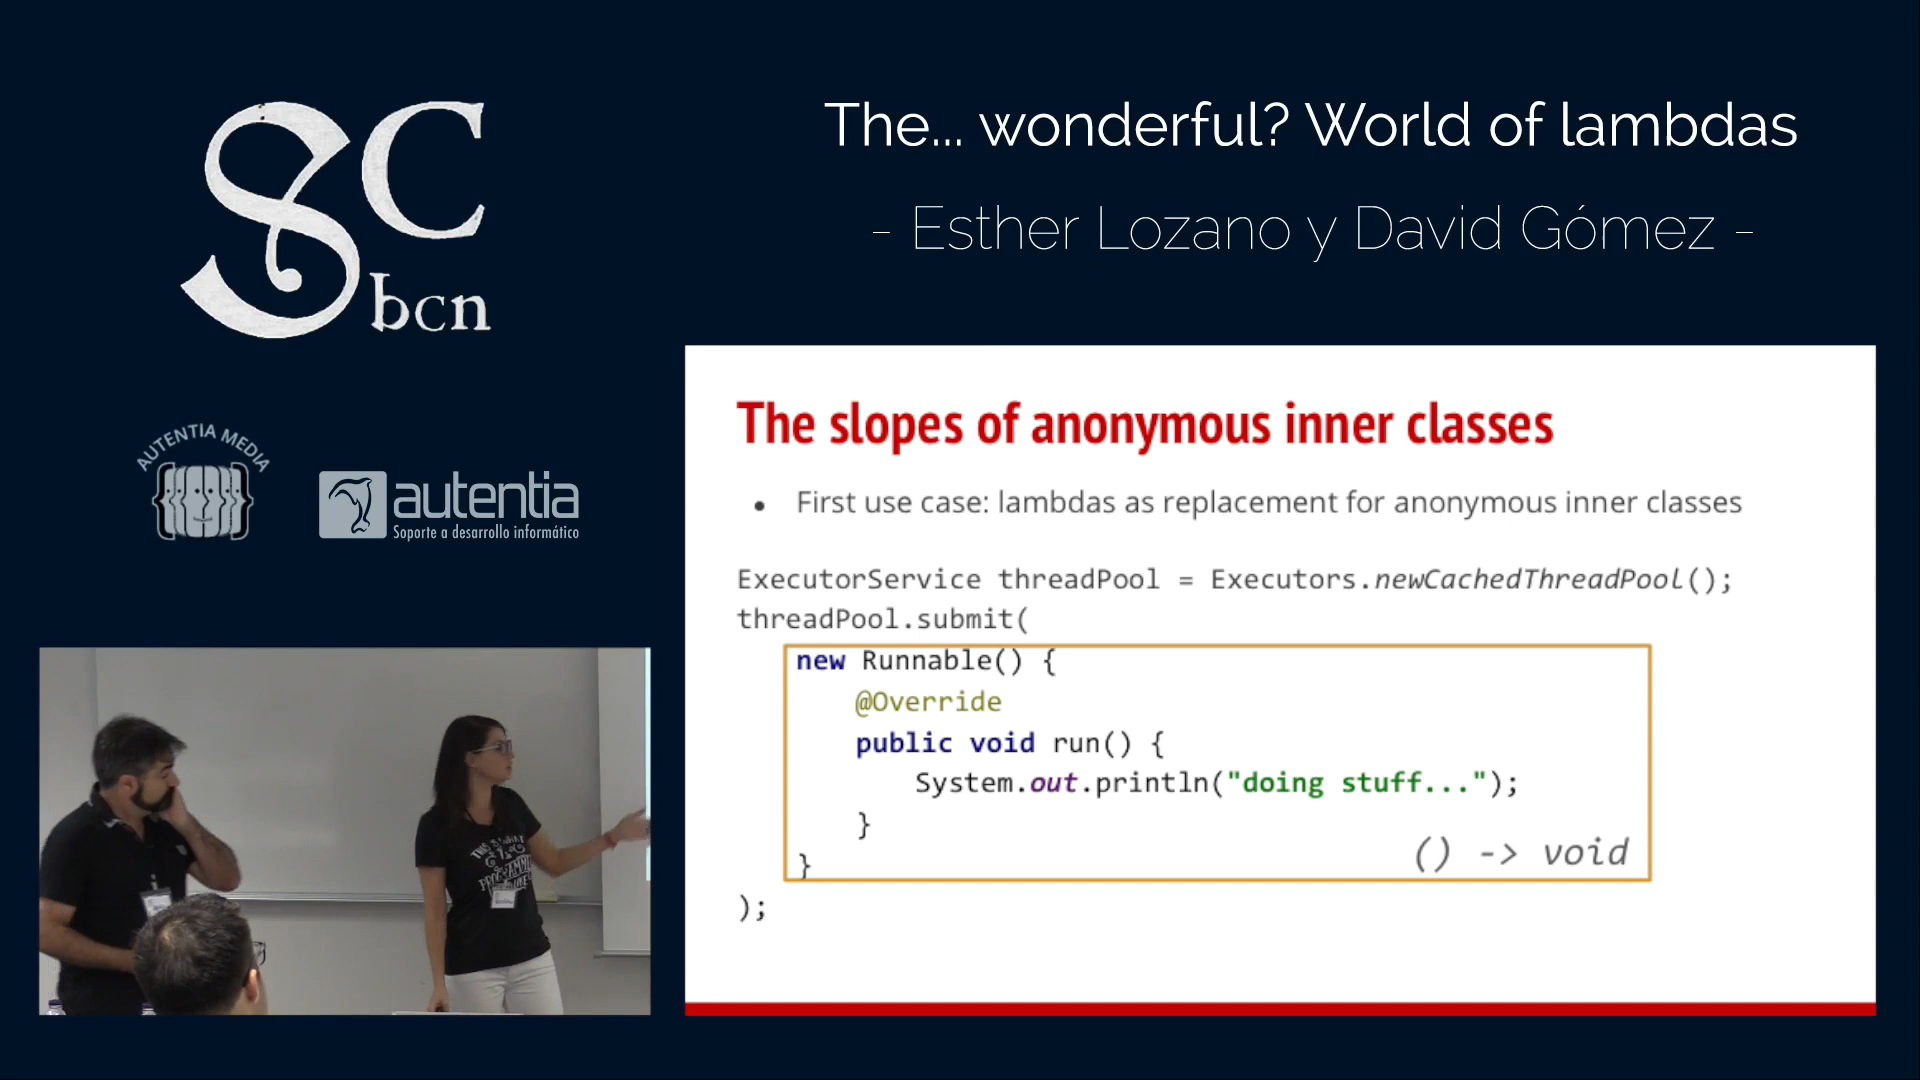 SC
bcn
The... wonderful? World of lambdas
- Esther Lozano y David Gómez -
AUTENTIA MEDIA
autentia
Soporte a desarrollo informático
The slopes of anonymous inner classes
• First use case: lambdas as replacement for anonymous inner classes
ExecutorService threadPool = Executors.newCachedThreadPool();
threadPool.submit(
new Runnable() {
@Override
public void run() {
System.out.println("doing stuff...");
}
}
() -> void
);